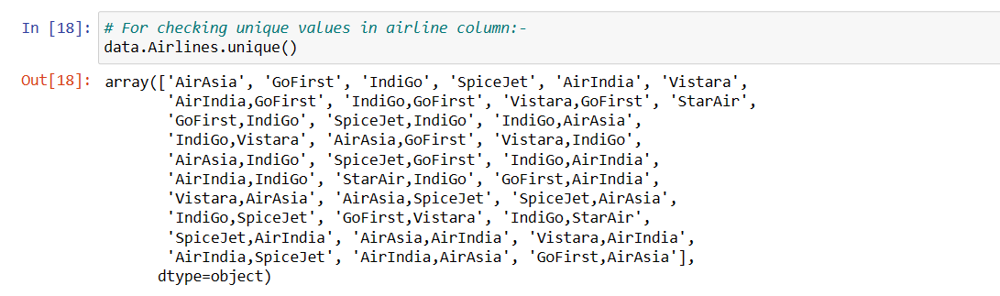 In [18]: # For checking unique values in airline column:-
data.Airlines.unique()
Out[18]: array(['AirAsia', 'GoFirst', 'IndiGo', 'SpiceJet', 'AirIndia', 'Vistara',
'AirIndia,GoFirst', 'IndiGo,GoFirst', 'Vistara,GoFirst', 'StarAir',
'GoFirst,IndiGo', 'SpiceJet,IndiGo', 'IndiGo,AirAsia',
'IndiGo,Vistara', 'AirAsia,GoFirst', 'Vistara,IndiGo',
'AirAsia,IndiGo', 'SpiceJet,GoFirst', 'IndiGo,AirIndia',
'AirIndia,IndiGo', 'StarAir,IndiGo', 'GoFirst,AirIndia',
'Vistara,AirAsia', 'AirAsia,SpiceJet', 'SpiceJet,AirAsia',
'IndiGo,SpiceJet', 'GoFirst,Vistara', 'IndiGo,StarAir',
'SpiceJet,AirIndia', 'AirAsia,AirIndia', 'Vistara,AirIndia',
'AirIndia,SpiceJet', 'AirIndia,AirAsia', 'GoFirst,AirAsia'],
dtype=object)